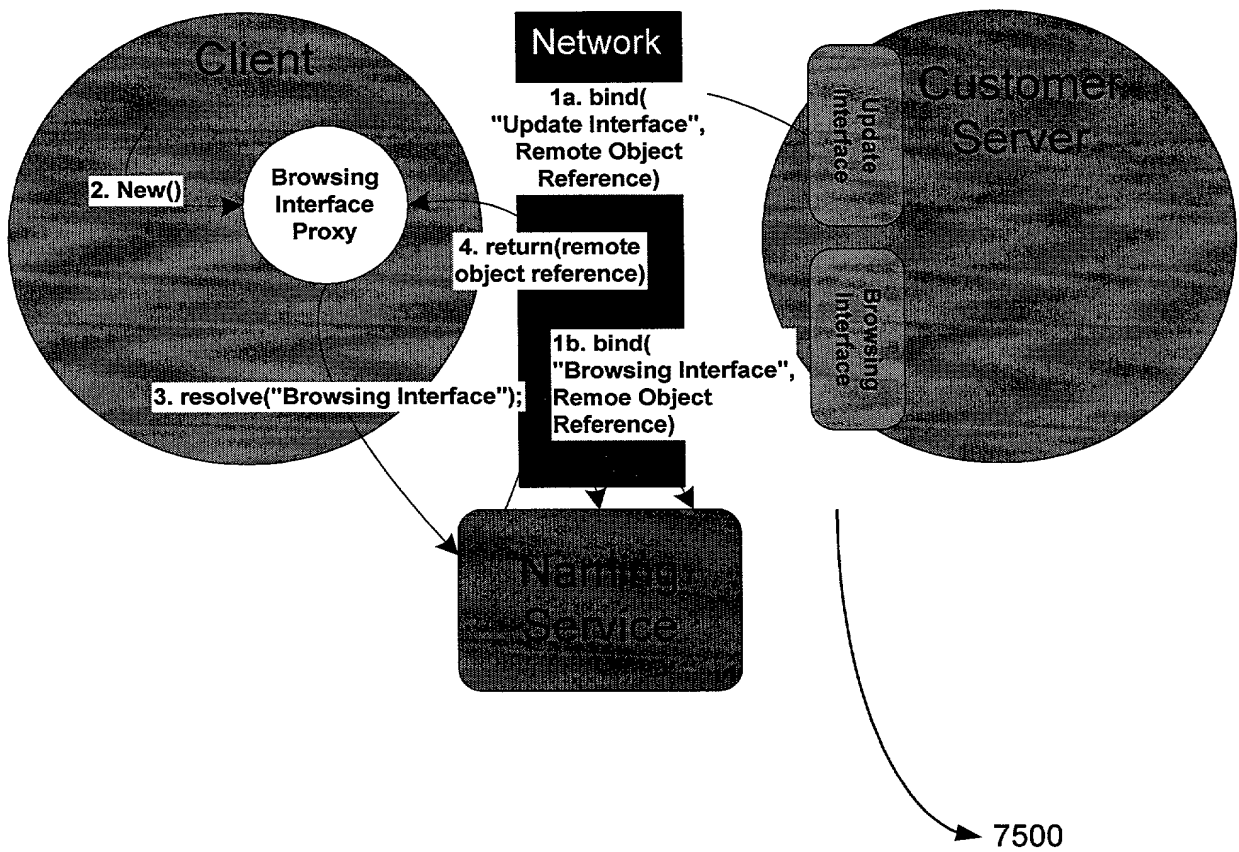 Client
Network
Customer
Server
Update
Interface
1a. bind(
"Update Interface",
Remote Object
Reference)
2. New()
Browsing
Interface
Proxy
4. return(remote
object reference)
Browsing
Interface
1b. bind(
"Browsing Interface",
Remoe Object
Reference)
3. resolve("Browsing Interface");
Naming
Service
7500